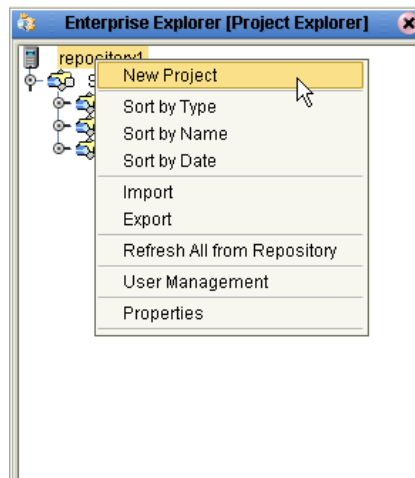 Enterprise Explorer [Project Explorer]
repository1
S
New Project
Sort by Type
Sort by Name
Sort by Date
Import
Export
Refresh All from Repository
User Management
Properties